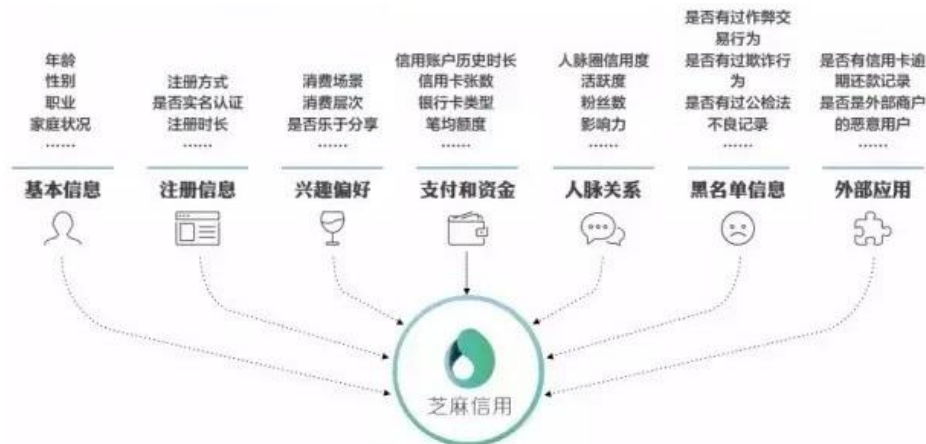 年龄
性别
职业
家庭状况
......
基本信息
注册方式
是否实名认证
注册时长
......
注册信息
消费场景
消费层次
是否乐于分享
......
兴趣偏好
信用账户历史时长
信用卡张数
银行卡类型
笔均额度
......
支付和资金
人脉圈信用度
活跃度
粉丝数
影响力
......
人脉关系
是否有过作弊交
易行为
是否有过欺诈行
为
是否有过公检法
不良记录
......
黑名单信息
是否有信用卡逾
期还款记录
是否是外部商户
的恶意用户
......
外部应用
芝麻信用